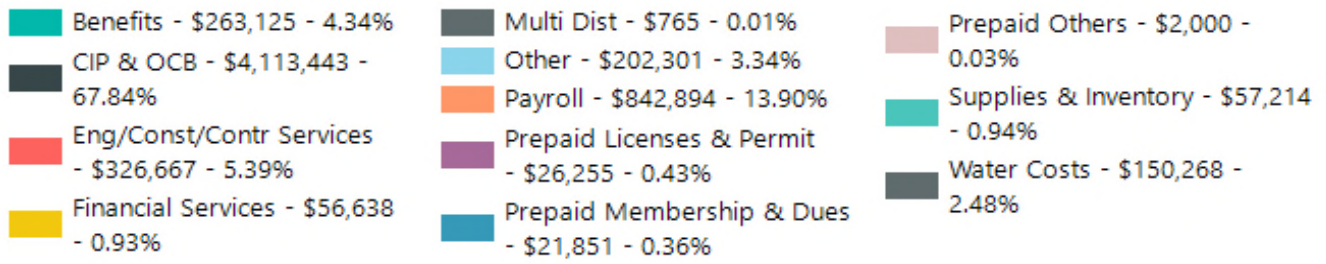 Benefits - $263,125 - 4.34%
CIP & OCB - $4,113,443 -
67.84%
Eng/Const/Contr Services
- $326,667 - 5.39%
Financial Services - $56,638
- 0.93%
Multi Dist - $765 - 0.01%
Other - $202,301 - 3.34%
Payroll - $842,894 - 13.90%
Prepaid Licenses & Permit
- $26,255 - 0.43%
Prepaid Membership & Dues
- $21,851 - 0.36%
Prepaid Others - $2,000 -
0.03%
Supplies & Inventory - $57,214
- 0.94%
Water Costs - $150,268 -
2.48%